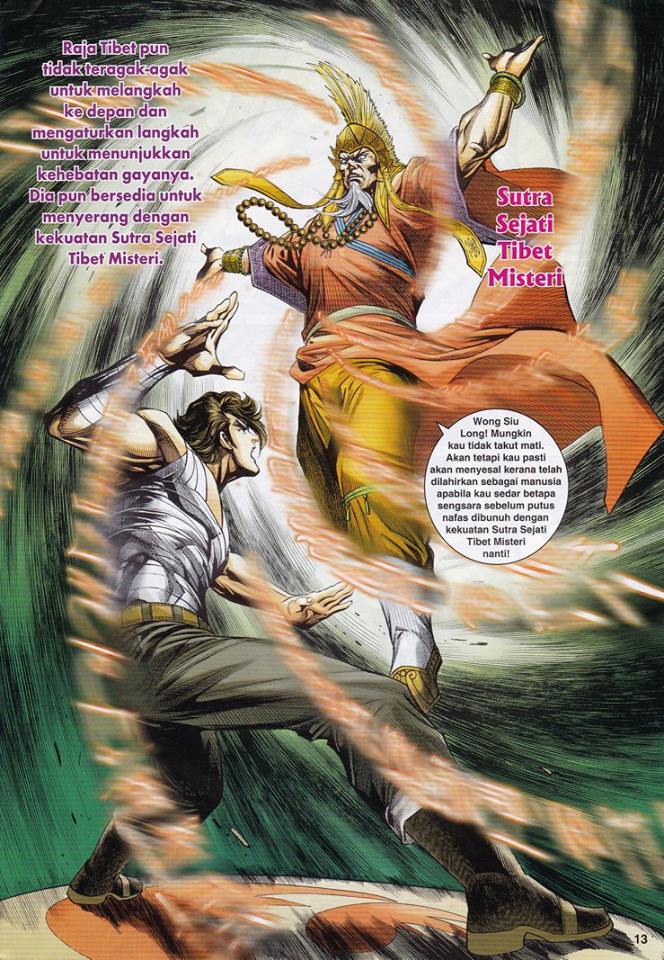 Raja Tibet pun
tidak teragak-agak
untuk melangkah
ke depan dan
mengaturkan langkah
untuk menunjukkan
kehebatan gayanya.
Dia pun bersedia untuk
menyerang dengan
kekuatan Sutra Sejati
Tibet Misteri.
Sutra
Sejati
Tibet
Misteri
Wong Siu
Long! Mungkin
kau tidak takut mati.
Akan tetapi kau pasti
akan menyesal kerana telah
dilahirkan sebagai manusia
apabila kau sedar betapa
sengsara sebelum putus
nafas dibunuh dengan
kekuatan Sutra Sejati
Tibet Misteri
nanti!
13